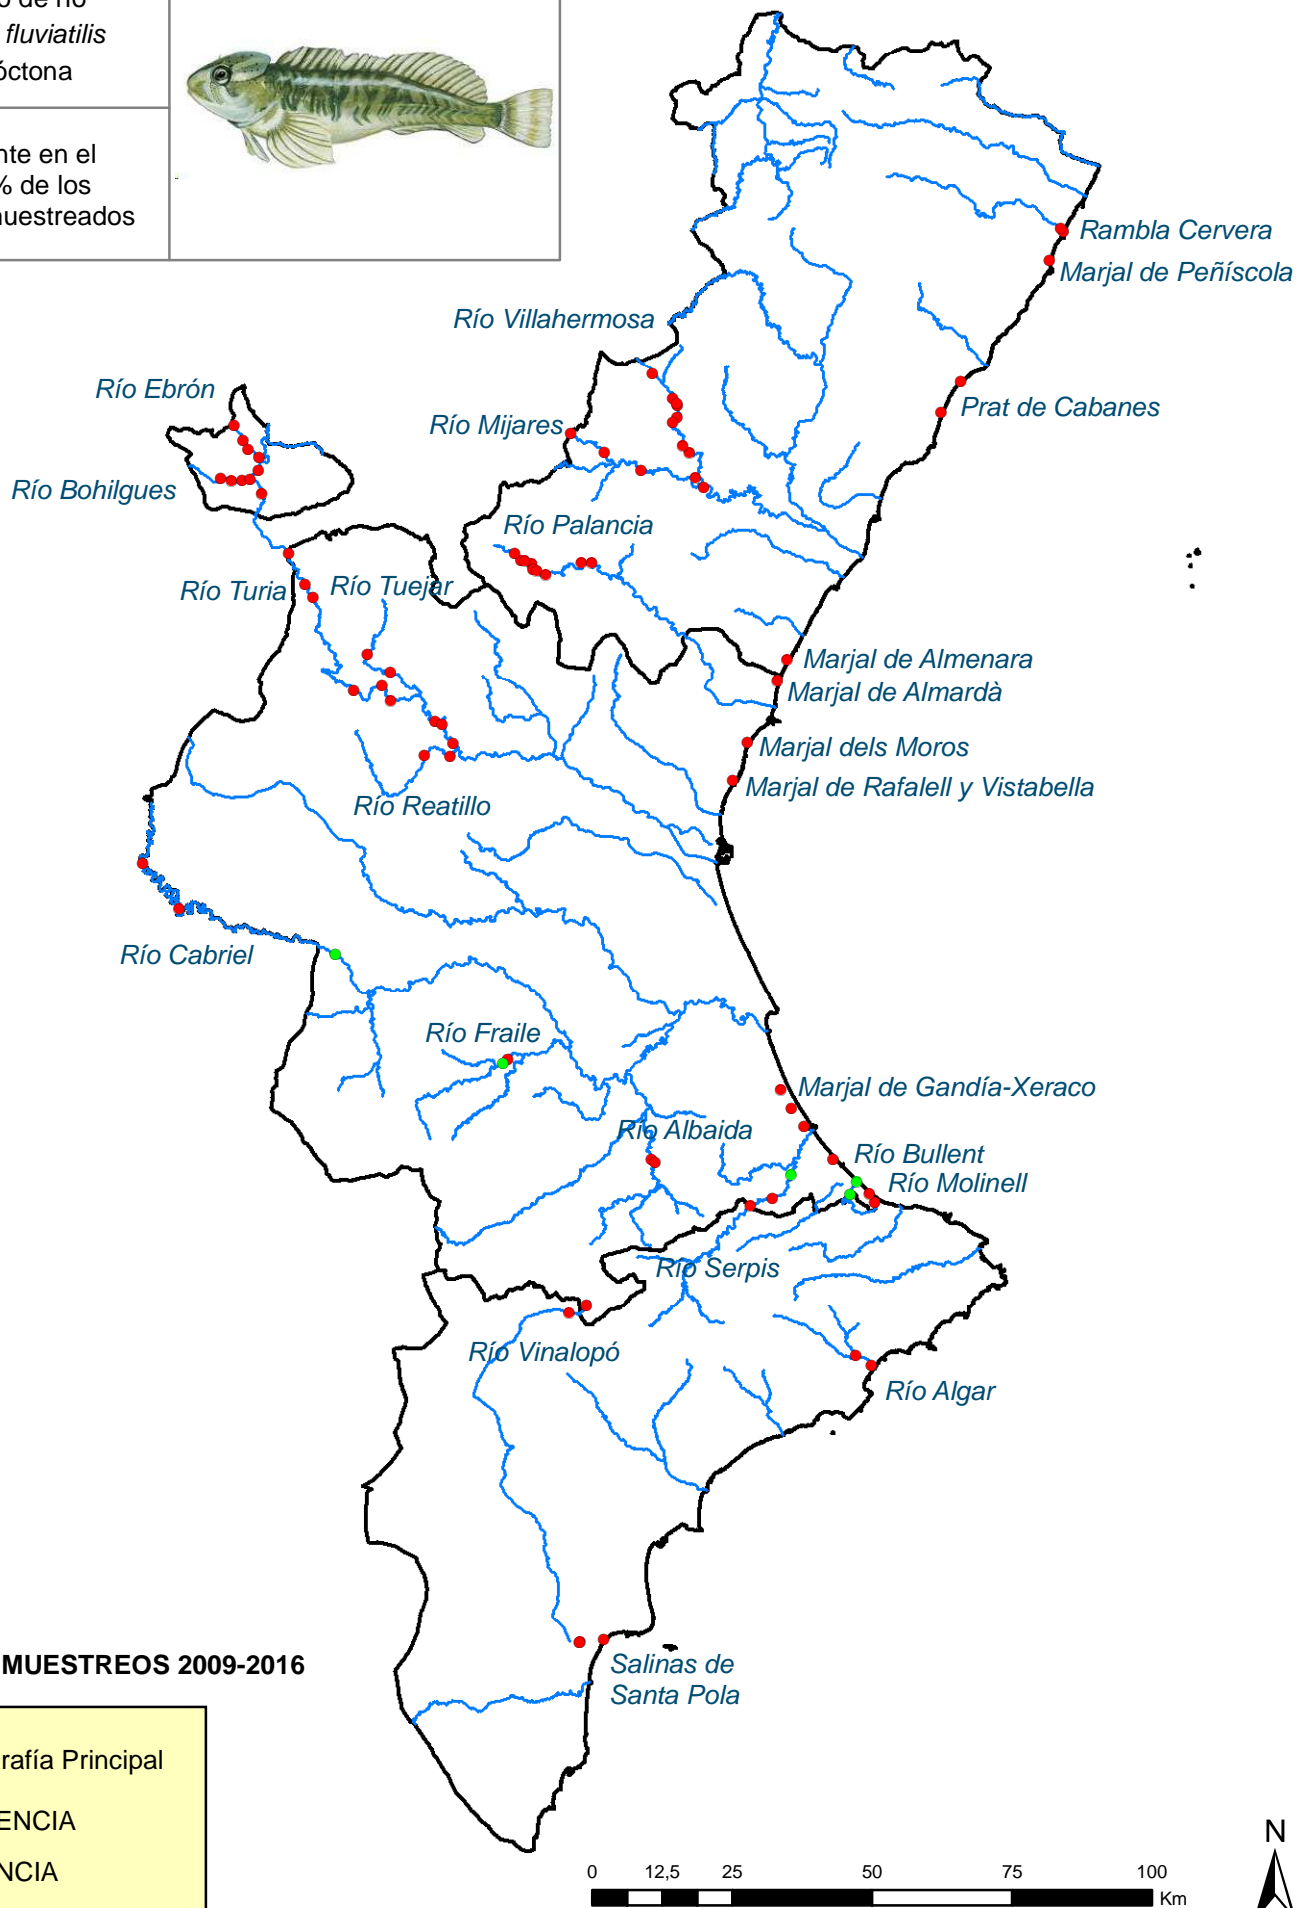 de río
fluviatilis
óctona
en el
% de los
Rambla Cervera
Marjal de Peñíscola
Río Villahermosa
Río Ebrón
Prat de Cabanes
Río Mijares
Río Bohilgues
Río Palancia
Río Turia
Río Tuejar
Marjal de Almenara
Marjal de Almardà
Marjal dels Moros
Marjal de Rafalell y Vistabella
Río Reatillo
Río Cabriel
Río Fraile
Marjal de Gandía-Xeraco
Río Albaida
Río Bullent
Río Molinell
Río Serpis
Río Vinalopó
Río Algar
Salinas de
Santa Pola
MUESTREOS 2009-2016
rafía Principal
ENCIA
NCIA
N
0 12,5 25 50 75 100
Km